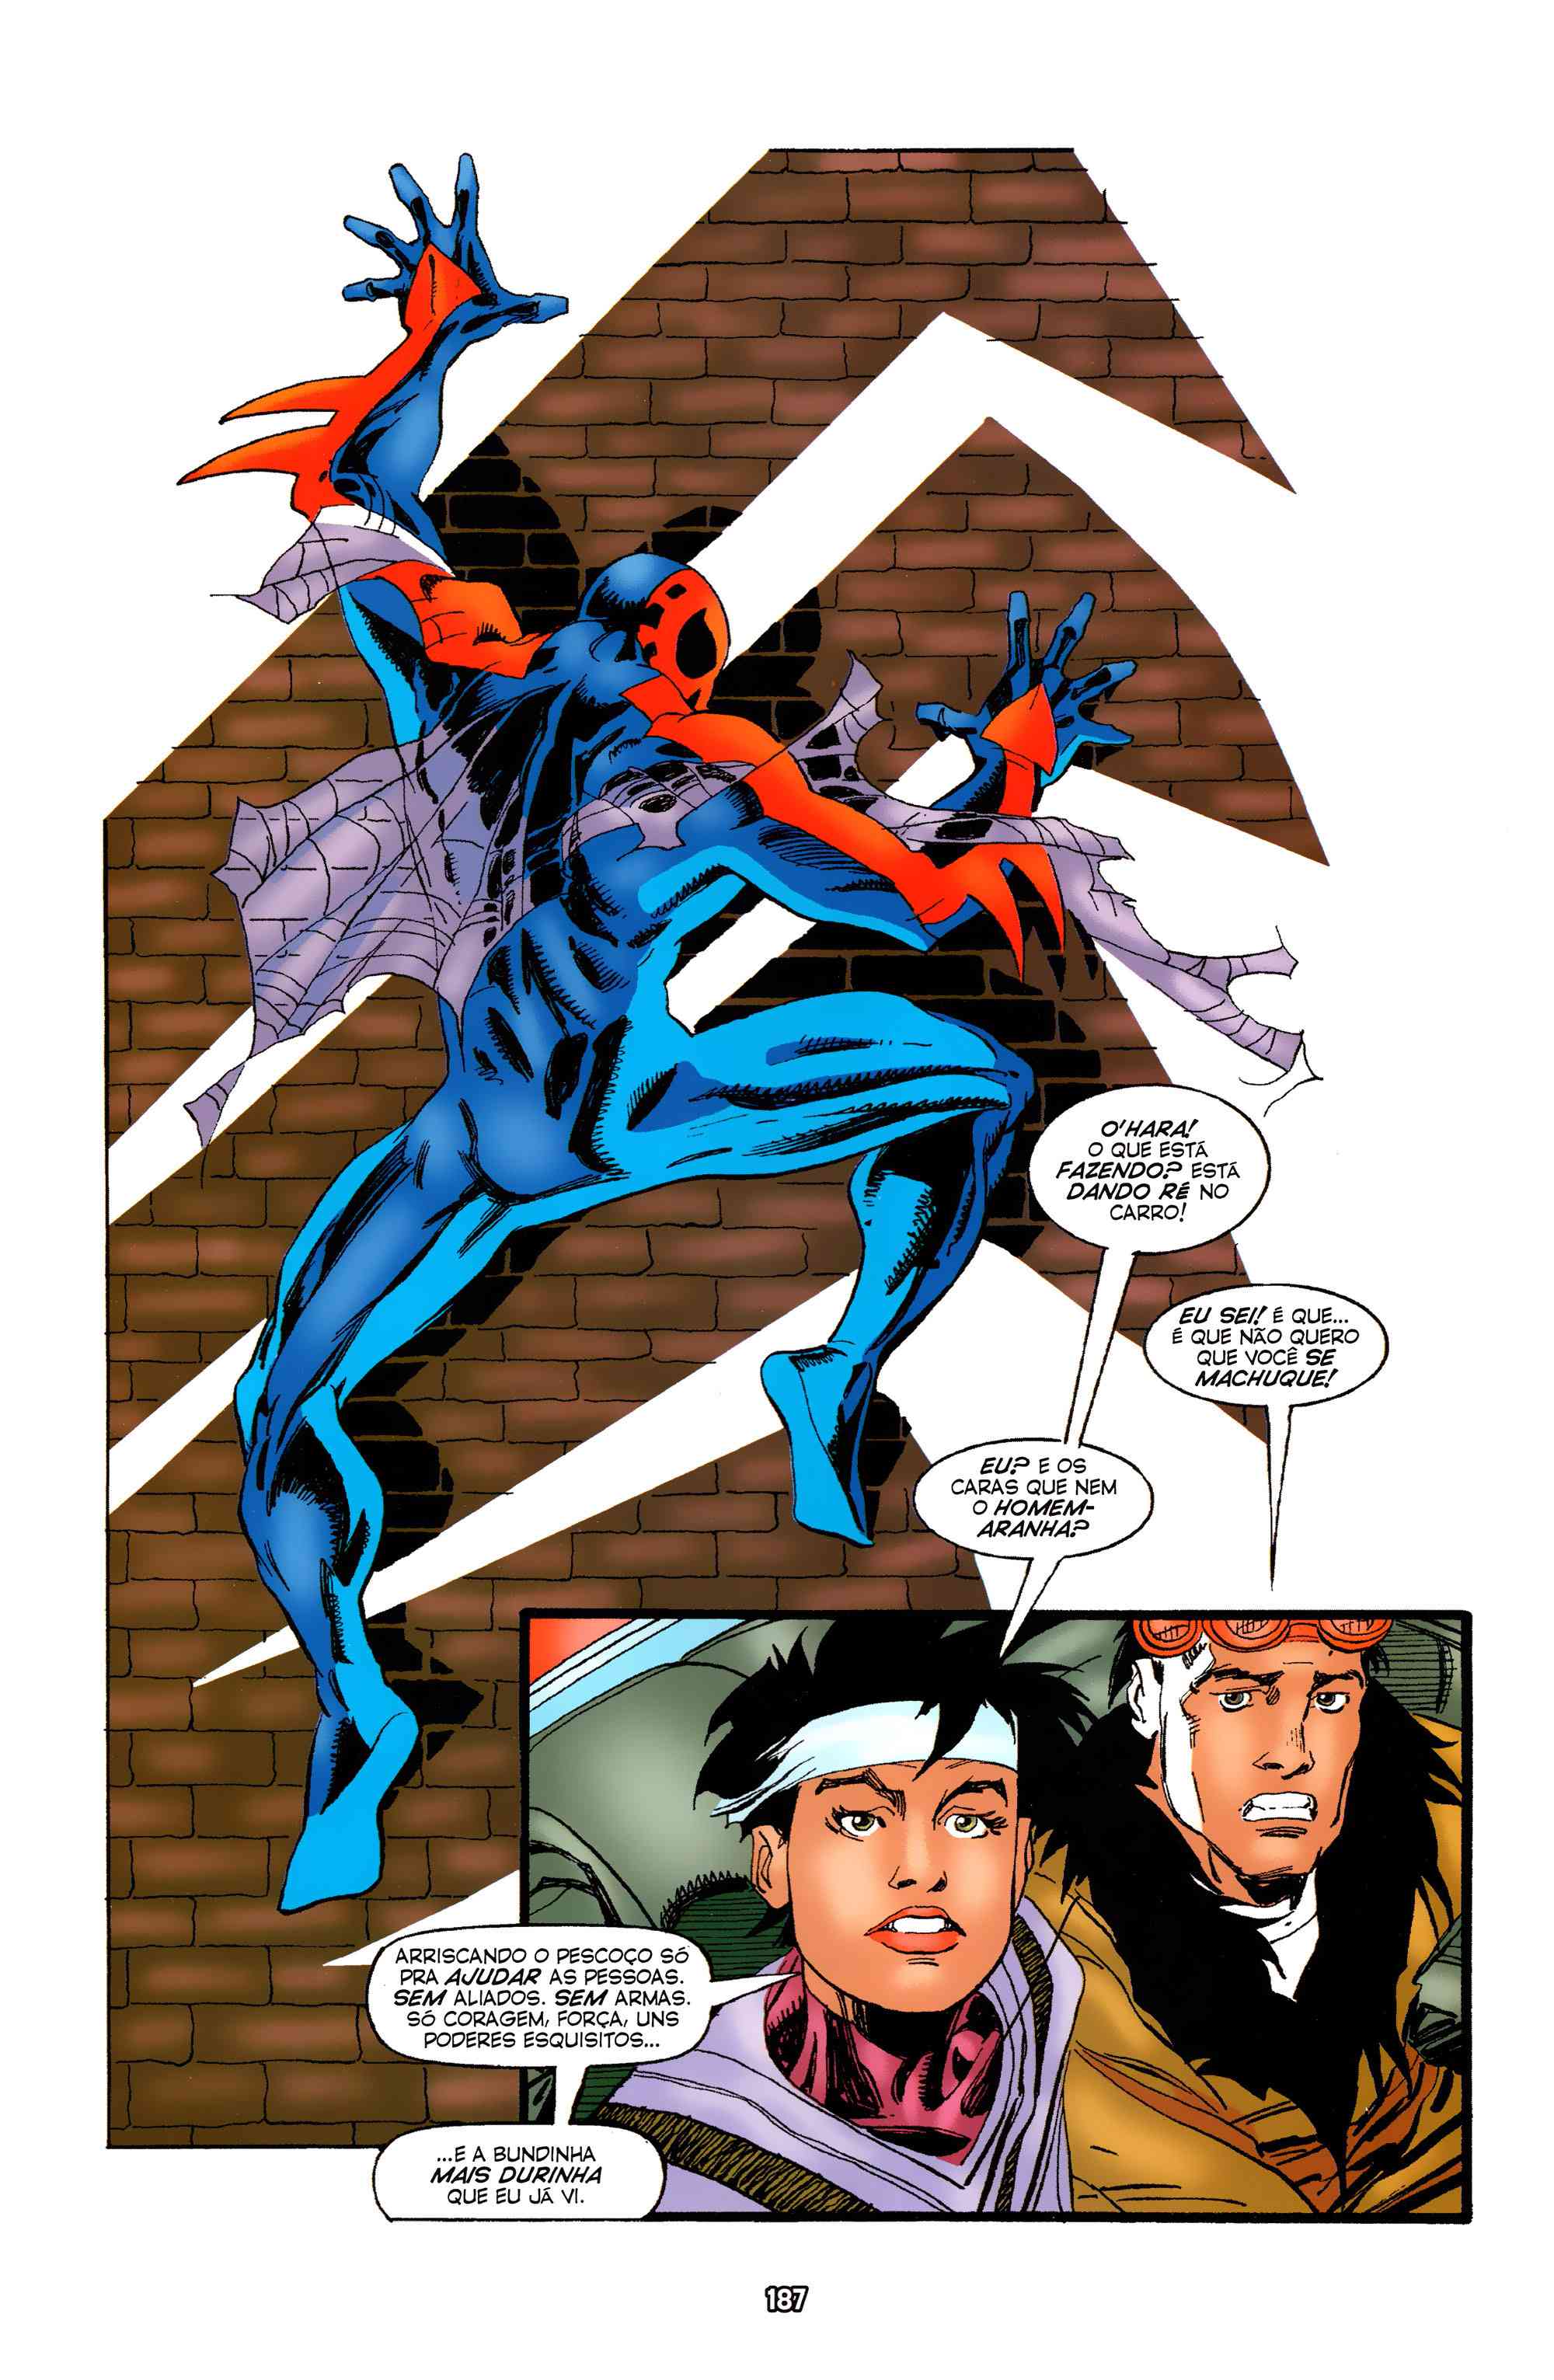 O'HARA!
O QUE ESTÁ
FAZENDO? ESTÁ
DANDO RÉ NO
CARRO!
EU SEI! É QUE...
É QUE NÃO QUERO
QUE VOCÊ SE
MACHUQUE!
EU? E OS
CARAS QUE NEM
O HOMEM-
ARANHA?
ARRISCANDO O PESCOÇO SÓ
PRA AJUDAR AS PESSOAS.
SEM ALIADOS. SEM ARMAS.
SÓ CORAGEM, FORÇA, UNS
PODERES ESQUISITOS...
...E A BUNDINHA
MAIS DURINHA
QUE EU JÁ VI.
187